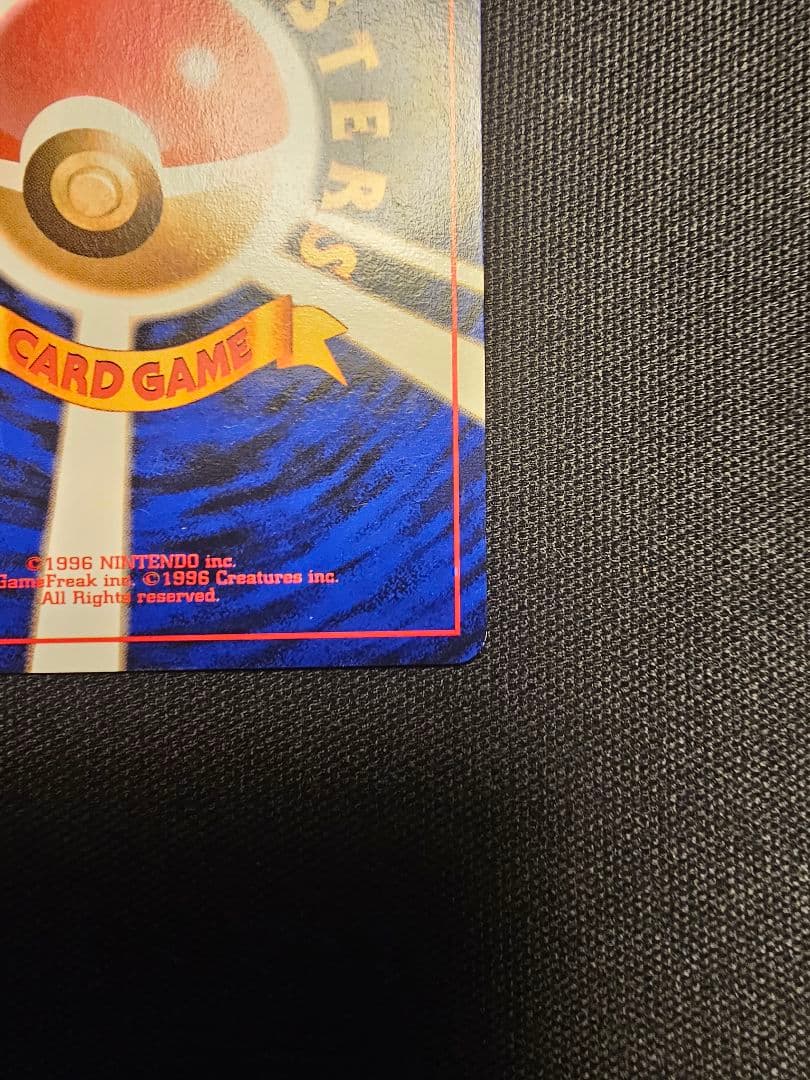 STERS
CARD GAME
©1996 NINTENDO inc.
GameFreak inc. ©1996 Creatures inc.
All Rights reserved.